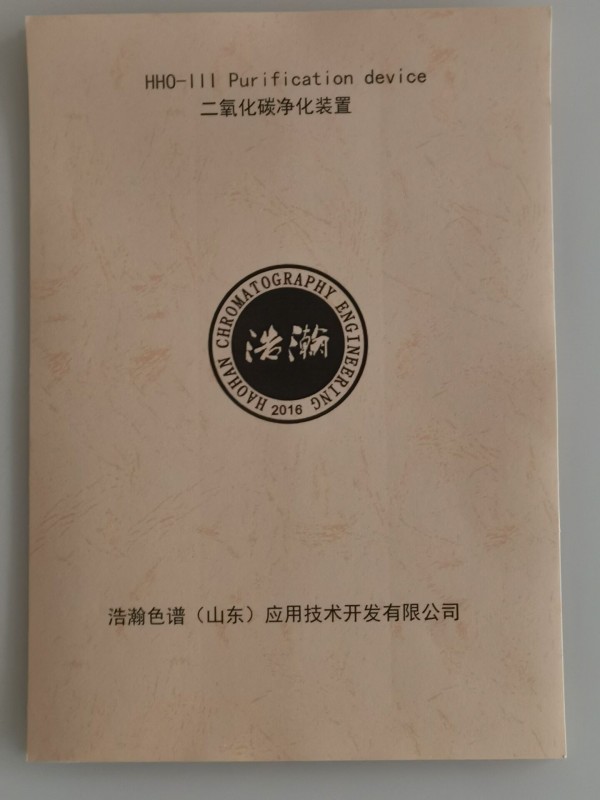 HHO-III Purification device
二氧化碳净化装置
HAOHAN CHROMATOGRAPHY ENGINEERING
浩瀚
2016
浩瀚色谱（山东）应用技术开发有限公司